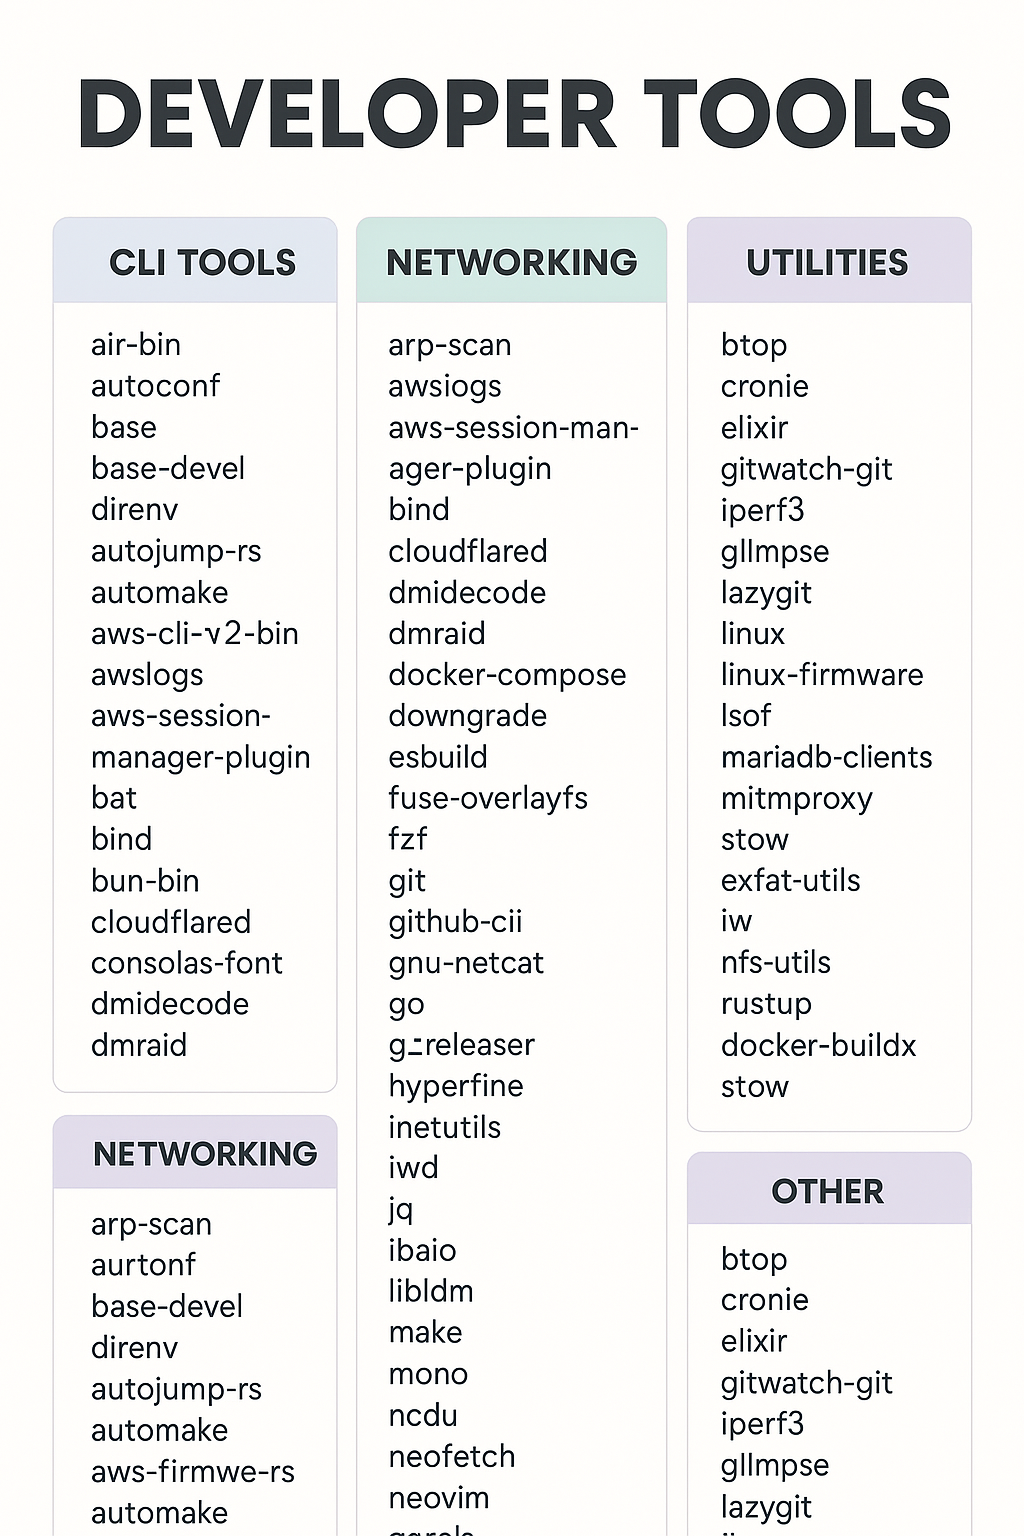 DEVELOPER TOOLS
CLI TOOLS
air-bin
autoconf
base
base-devel
direnv
autojump-rs
automake
aws-cli-v2-bin
awslogs
aws-session-
manager-plugin
bat
bind
bun-bin
cloudflared
consolas-font
dmidecode
dmraid
NETWORKING
arp-scan
aurtonf
base-devel
direnv
autojump-rs
automake
aws-firmwe-rs
automake
NETWORKING
arp-scan
awsiogs
aws-session-man-
ager-plugin
bind
cloudflared
dmidecode
dmraid
docker-compose
downgrade
esbuild
fuse-overlayfs
fzf
git
github-cii
gnu-netcat
go
hyperfine
inetutils
iwd
jq
ibaio
libldm
make
mono
ncdu
neofetch
neovim
UTILITIES
btop
cronie
elixir
gitwatch-git
iperf3
gllmpse
lazygit
linux
linux-firmware
lsof
mariadb-clients
mitmproxy
stow
exfat-utils
iw
nfs-utils
rustup
docker-buildx
stow
OTHER
btop
cronie
elixir
gitwatch-git
iperf3
gllmpse
lazygit